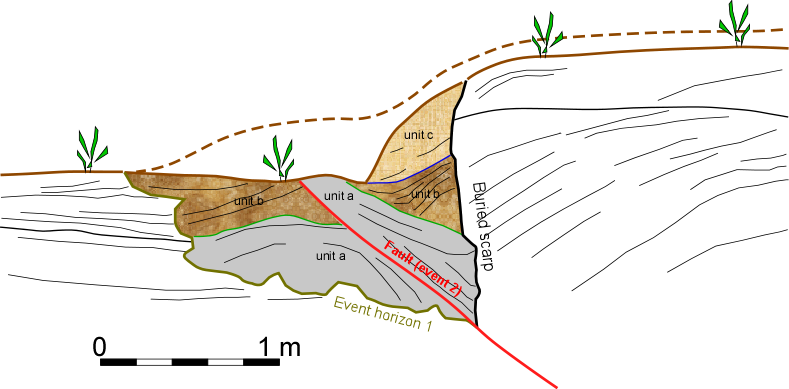 unit c
unit b
unit a
unit b
unit a
Buried scarp
Fault (event 2)
Event horizon 1
0 1 m